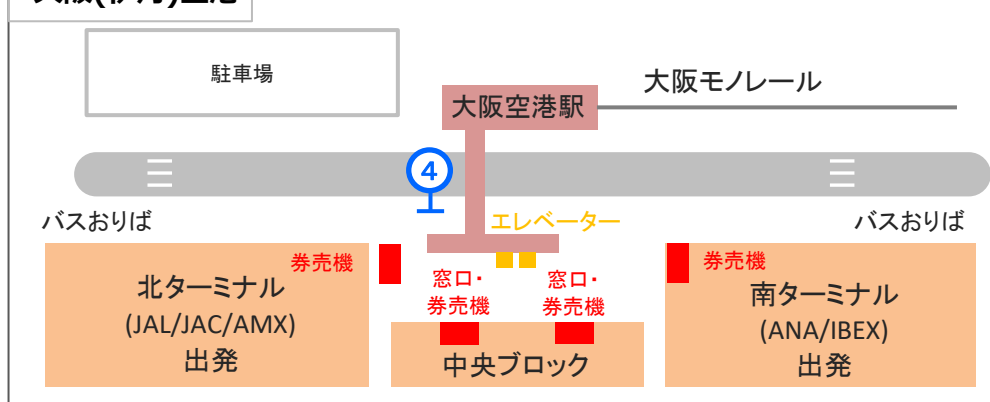 駐車場
大阪モノレール
大阪空港駅
4
バスおりば
エレベーター
バスおりば
券売機
北ターミナル
(JAL/JAC/AMX)
出発
窓口・
券売機
窓口・
券売機
中央ブロック
券売機
南ターミナル
(ANA/IBEX)
出発